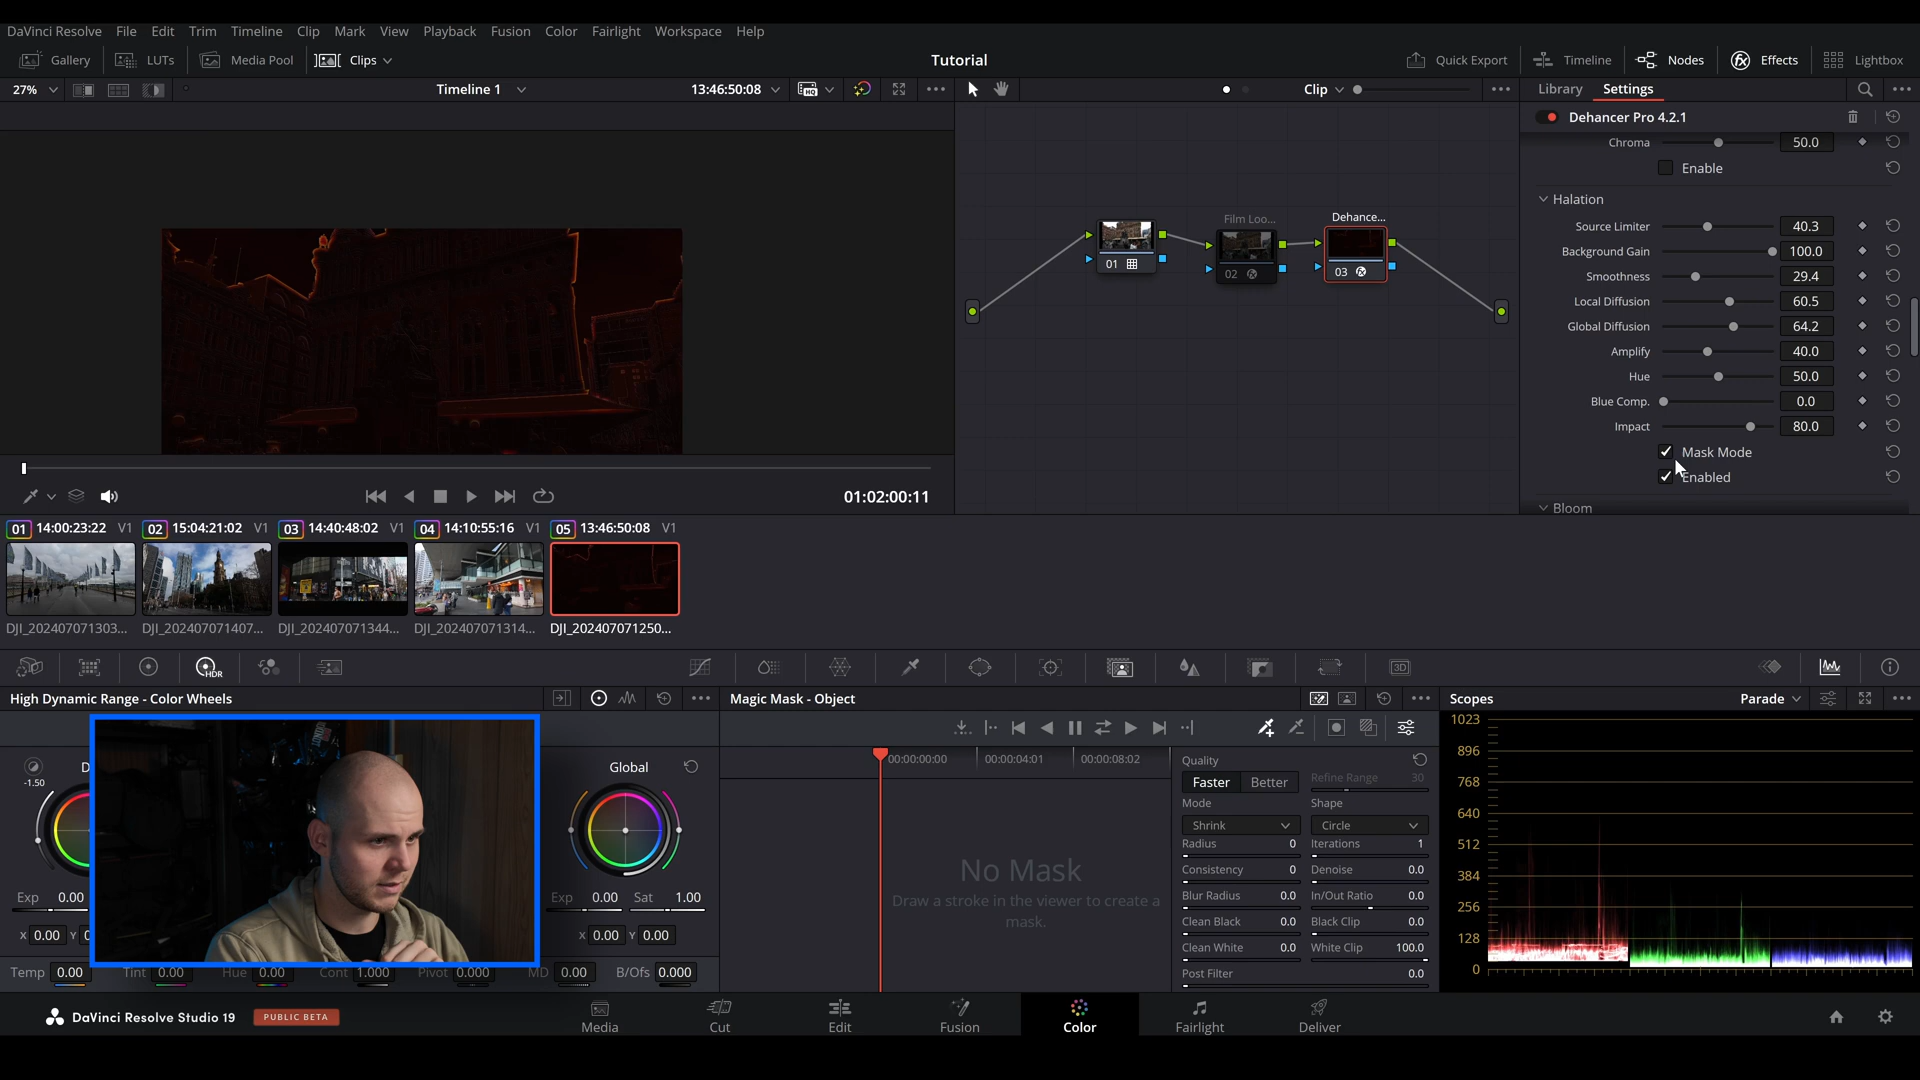 DaVinci Resolve File Edit Trim Timeline Clip Mark View Playback Fusion Color Fairlight Workspace Help
Gallery LUTs Media Pool Clips Tutorial Quick Export Timeline Nodes Effects Lightbox
27% Timeline 1 13:46:50:08 Clip Library Settings
Dehancer Pro 4.2.1
Chroma 50.0
Enable
Halation
Source Limiter 40.3
Background Gain 100.0
Smoothness 29.4
Local Diffusion 60.5
Global Diffusion 64.2
Amplify 40.0
Hue 50.0
Blue Comp. 0.0
Impact 80.0
Mask Mode
Enabled
Bloom
Film Loo... Dehance...
01 02 03
01:02:00:11
01 14:00:23:22 V1 02 15:04:21:02 V1 03 14:40:48:02 V1 04 14:10:55:16 V1 05 13:46:50:08 V1
DJI_202407071303... DJI_202407071407... DJI_202407071344... DJI_202407071314... DJI_202407071250...
HDR 3D
High Dynamic Range - Color Wheels Magic Mask - Object Scopes Parade
-1.50 D Global
Exp 0.00 Exp 0.00 Sat 1.00
X 0.00 Y X 0.00 Y 0.00
Temp 0.00 Tint 0.00 Hue 0.00 Cont 1.000 Pivot 0.000 MD 0.00 B/Ofs 0.000
00:00:00:00 00:00:04:01 00:00:08:02
No Mask
Draw a stroke in the viewer to create a
mask.
Quality
Faster Better Refine Range 30
Mode Shape
Shrink Circle
Radius 0 Iterations 1
Consistency 0 Denoise 0.0
Blur Radius 0.0 In/Out Ratio 0.0
Clean Black 0.0 Black Clip 0.0
Clean White 0.0 White Clip 100.0
Post Filter 0.0
1023
896
768
640
512
384
256
128
0
DaVinci Resolve Studio 19 PUBLIC BETA
Media Cut Edit Fusion Color Fairlight Deliver